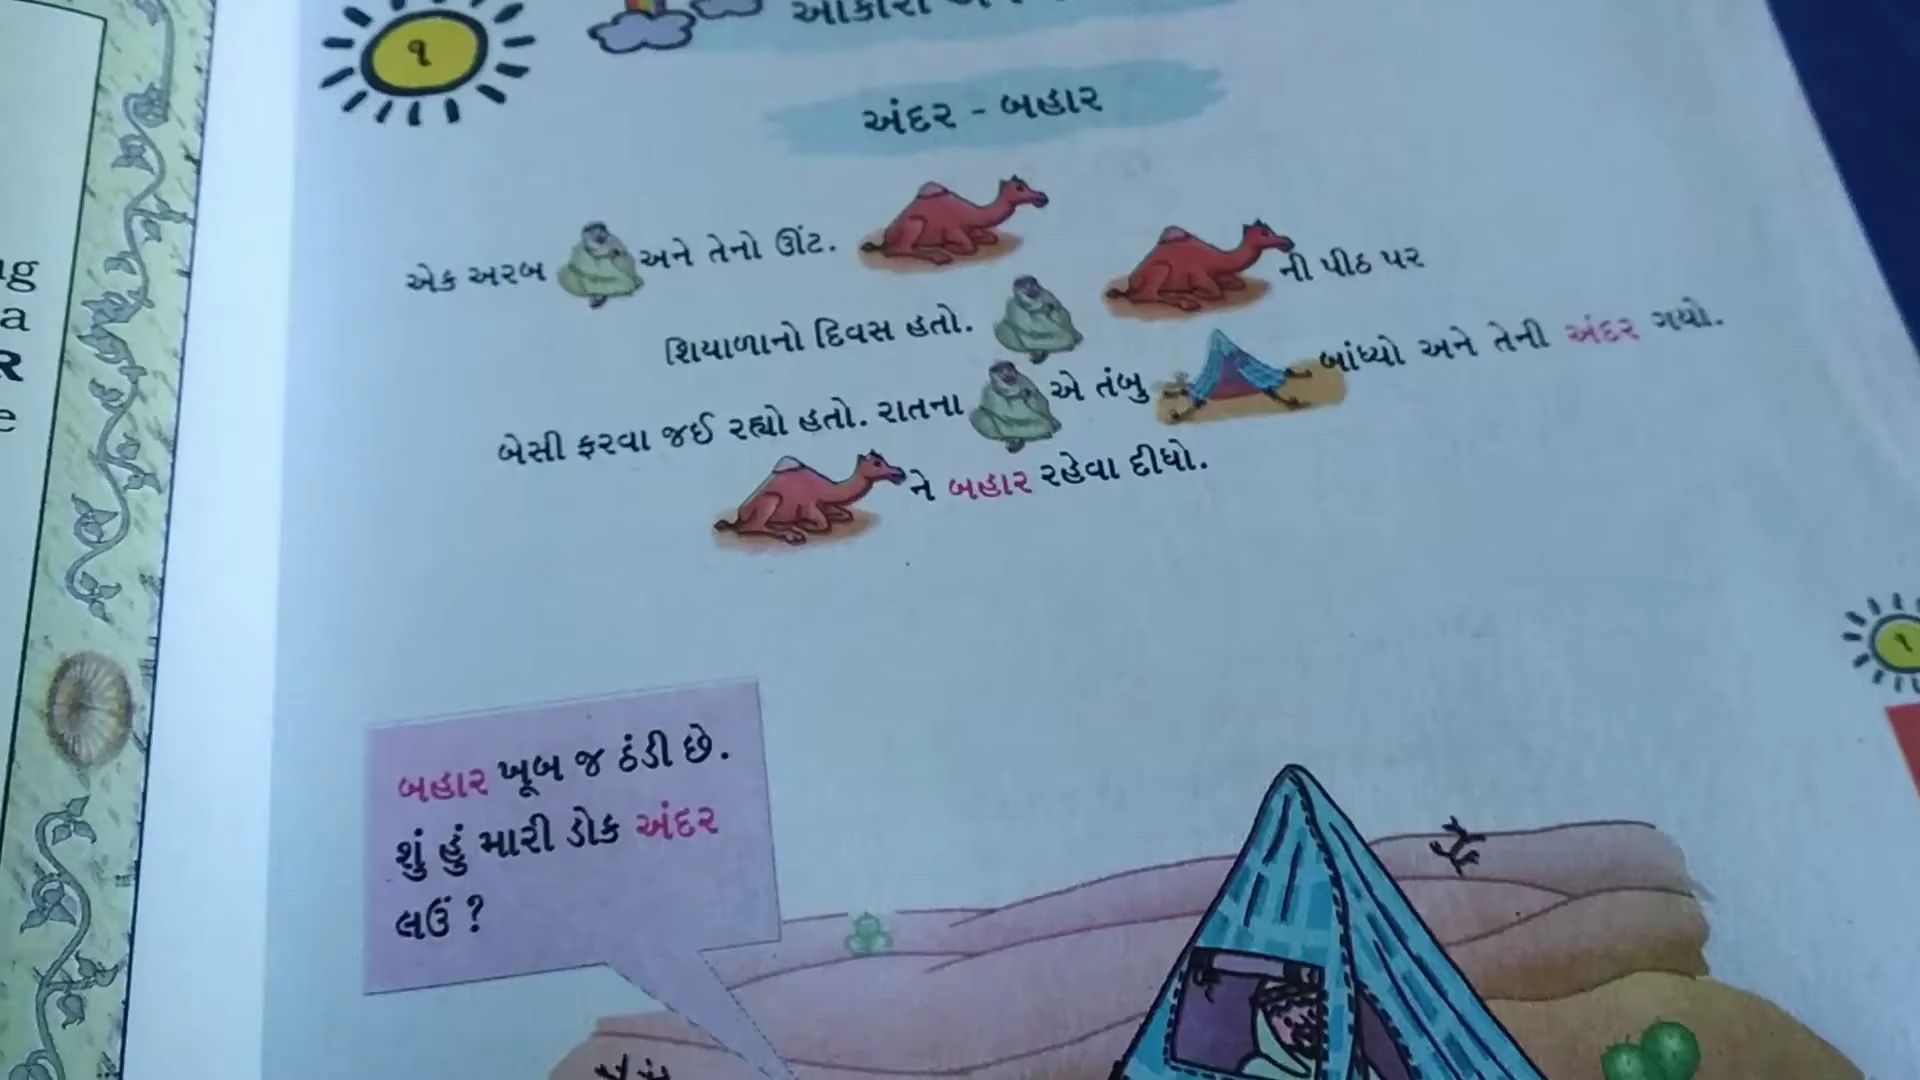 ૧
અંદર - બહાર
એક અરબ અને તેનો ઊંટ.
શિયાળાનો દિવસ હતો. ની પીઠ પર
બેસી ફરવા જઈ રહ્યો હતો. રાતના એ તંબુ બાંધ્યો અને તેની અંદર ગયો.
ને બહાર રહેવા દીધો.
બહાર ખૂબ જ ઠંડી છે.
શું હું મારી ડોક અંદર
લઉં ?
૧